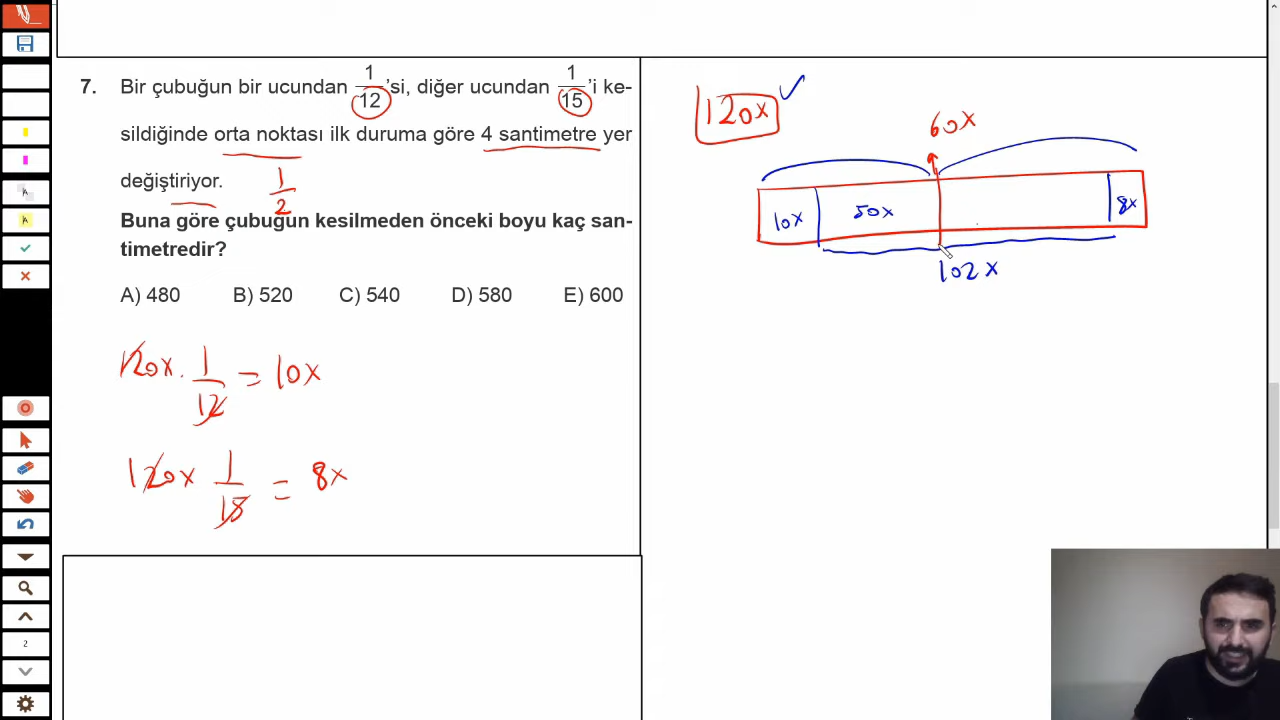 7. Bir çubuğun bir ucundan 1/12'si, diğer ucundan 1/15'i ke-
sildiğinde orta noktası ilk duruma göre 4 santimetre yer
değiştiriyor.
1/2
Buna göre çubuğun kesilmeden önceki boyu kaç san-
timetredir?
A) 480 B) 520 C) 540 D) 580 E) 600
120x . 1/12 = 10x
120x 1/15 = 8x
120x
60x
10x 50x 8x
102x
2